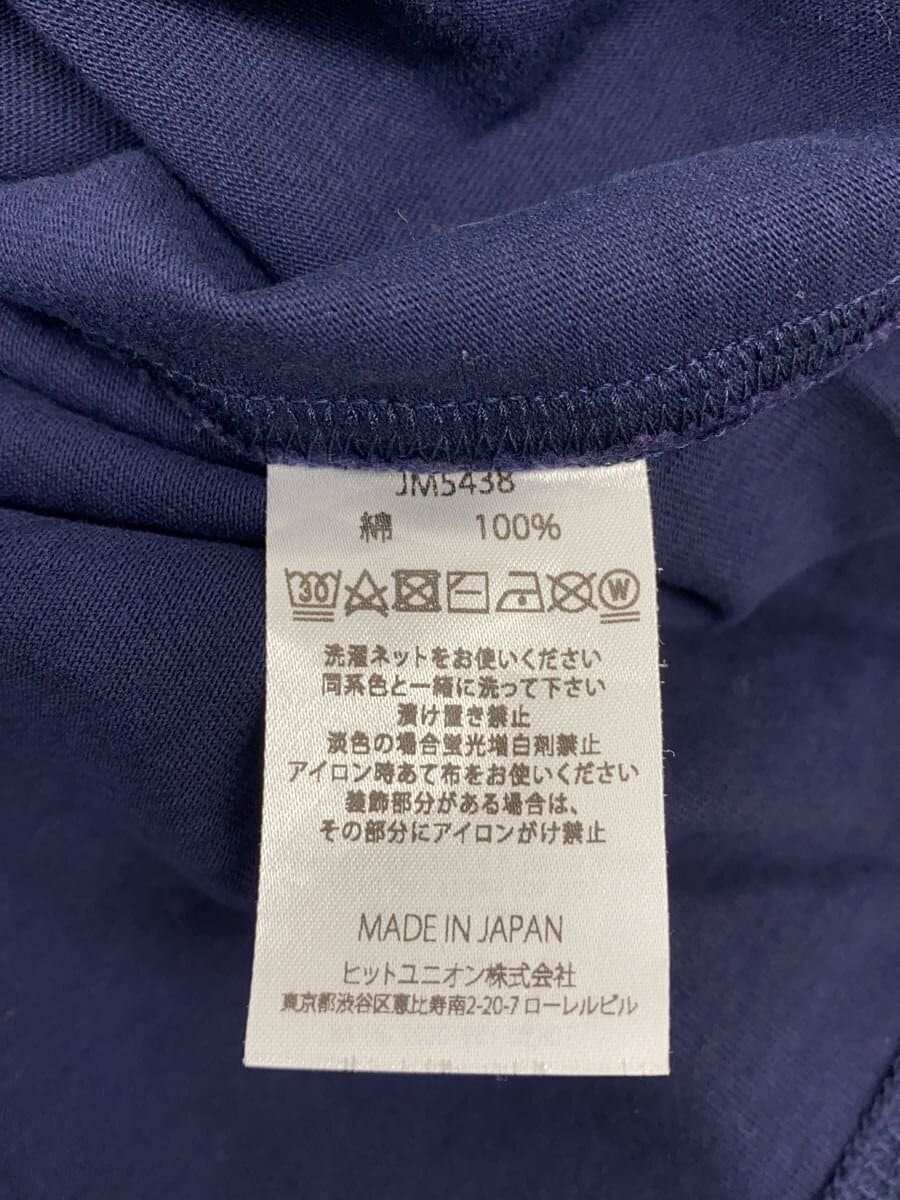 JM5438
綿 100%
30 W
洗濯ネットをお使いください
同系色と一緒に洗って下さい
漬け置き禁止
淡色の場合蛍光増白剤禁止
アイロン時あて布をお使いください
装飾部分がある場合は、
その部分にアイロンがけ禁止
MADE IN JAPAN
ヒットユニオン株式会社
東京都渋谷区恵比寿南2-20-7 ローレルビル